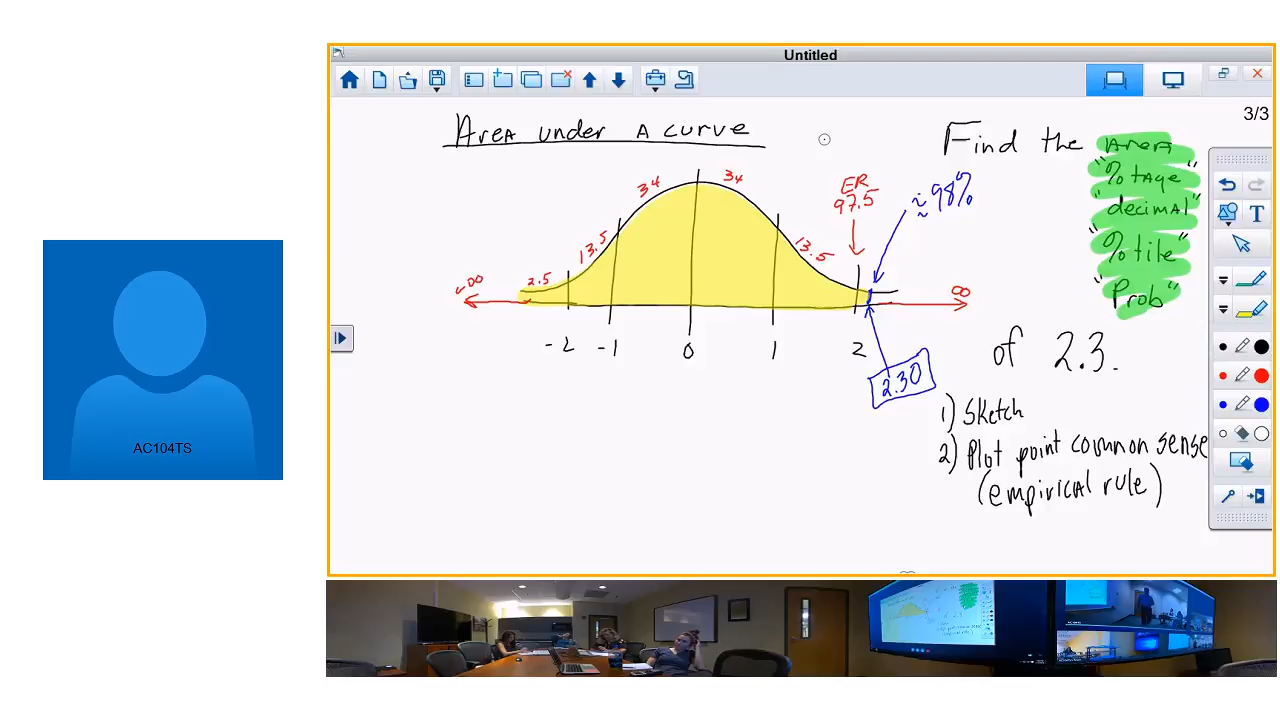 Untitled
3/3
Area under A curve
Find the Area
"%tage"
"decimal"
"%tile"
"Prob"
of 2.3.
34
34
13.5
13.5
2.5
ER
97.5
≈98%
-∞
∞
-2 -1 0 1 2
2.30
1) Sketch
2) Plot point common sense
(empirical rule)
T
AC104TS